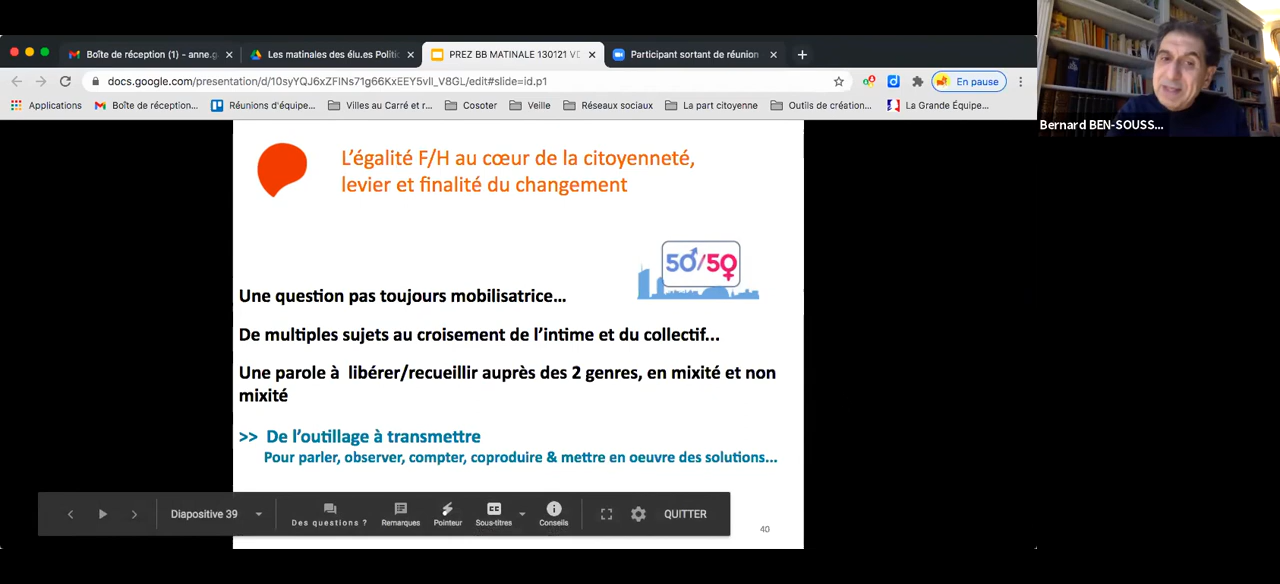 Boîte de réception (1) - anne.g
Les matinales des élu.es Politic
PREZ BB MATINALE 130121 VD
Participant sortant de réunion
docs.google.com/presentation/d/10syYQJ6xZFINs71g66KxEEY5vll_V8GL/edit#slide=id.p1
En pause
Applications
Boîte de réception...
Réunions d'équipe...
Villes au Carré et r...
Cosoter
Veille
Réseaux sociaux
La part citoyenne
Outils de création...
La Grande Équipe...
Bernard BEN-SOUSS...
L'égalité F/H au cœur de la citoyenneté,
levier et finalité du changement
50/50
Une question pas toujours mobilisatrice...
De multiples sujets au croisement de l'intime et du collectif...
Une parole à libérer/recueillir auprès des 2 genres, en mixité et non
mixité
>> De l'outillage à transmettre
Pour parler, observer, compter, coproduire & mettre en oeuvre des solutions...
Diapositive 39
Des questions ?
Remarques
Pointeur
CC
Sous-titres
Conseils
QUITTER
40